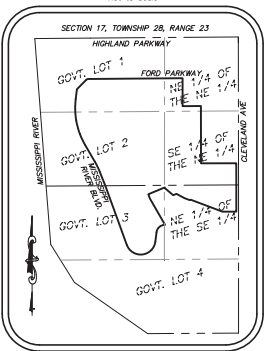 SECTION 17, TOWNSHIP 28, RANGE 23
HIGHLAND PARKWAY
GOVT. LOT 1
FORD PARKWAY
NE 1/4 OF
THE NE 1/4
CLEVELAND AVE
MISSISSIPPI RIVER
GOVT. LOT 2
SE 1/4 OF
THE NE 1/4
MISSISSIPPI
RIVER BLVD.
GOVT. LOT 3
NE 1/4 OF
THE SE 1/4
GOVT. LOT 4